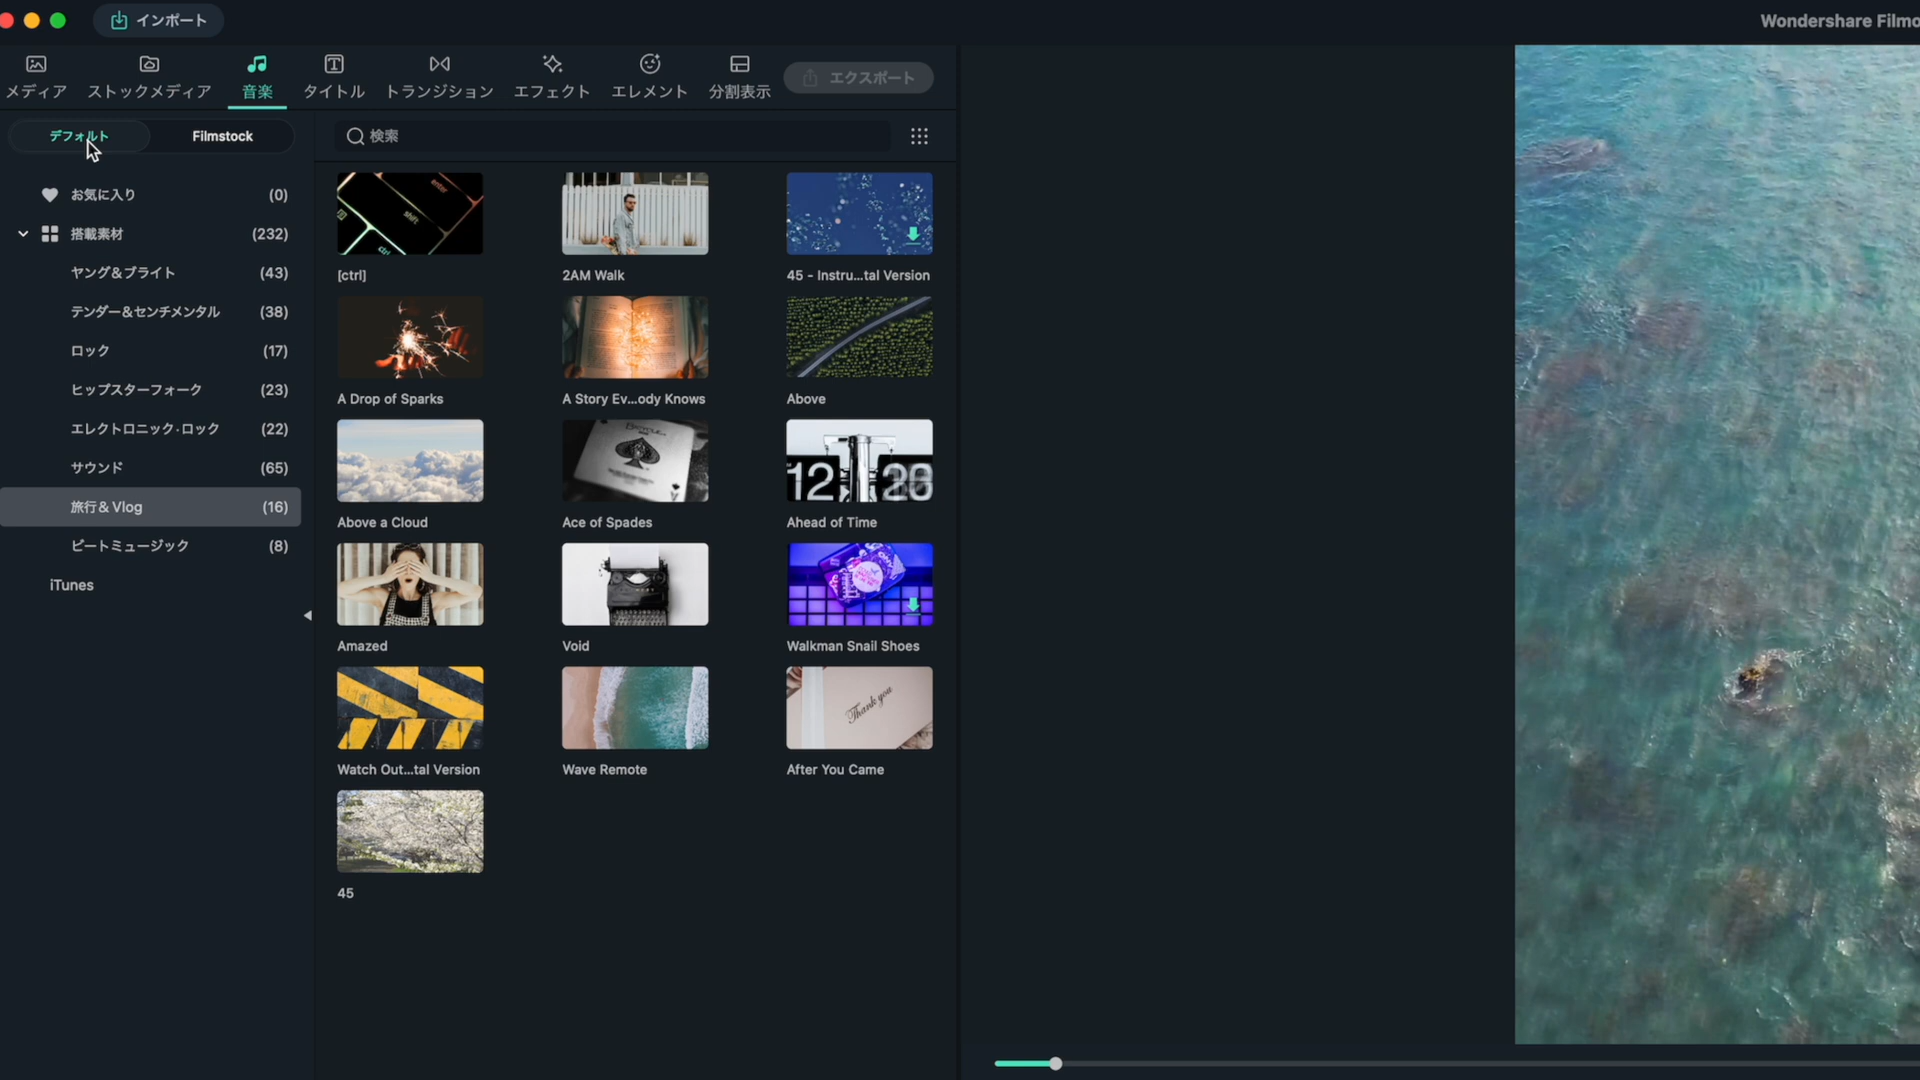 インポート
Wondershare Filmo
メディア
ストックメディア
音楽
タイトル
トランジション
エフェクト
エレメント
分割表示
エクスポート
デフォルト
Filmstock
検索
お気に入り (0)
搭載素材 (232)
ヤング&ブライト (43)
テンダー&センチメンタル (38)
ロック (17)
ヒップスターフォーク (23)
エレクトロニック·ロック (22)
サウンド (65)
旅行 & Vlog (16)
ビートミュージック (8)
iTunes
enter
shift
ctrl
[ctrl]
2AM Walk
45 - Instru...tal Version
A Drop of Sparks
A Story Ev...ody Knows
Above
BICYCLE
12
Above a Cloud
Ace of Spades
Ahead of Time
Amazed
Void
Walkman Snail Shoes
Thank you
Watch Out...tal Version
Wave Remote
After You Came
45